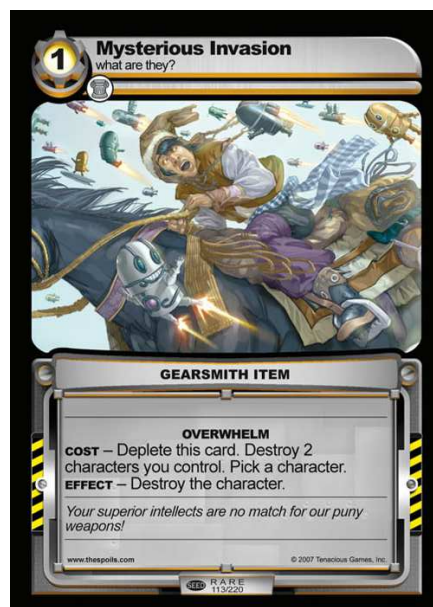 1
Mysterious Invasion
what are they?
GEARSMITH ITEM
OVERWHELM
COST – Deplete this card. Destroy 2
characters you control. Pick a character.
EFFECT – Destroy the character.
Your superior intellects are no match for our puny
weapons!
www.thespoils.com © 2007 Tenacious Games, Inc.
SEED RARE
113/220